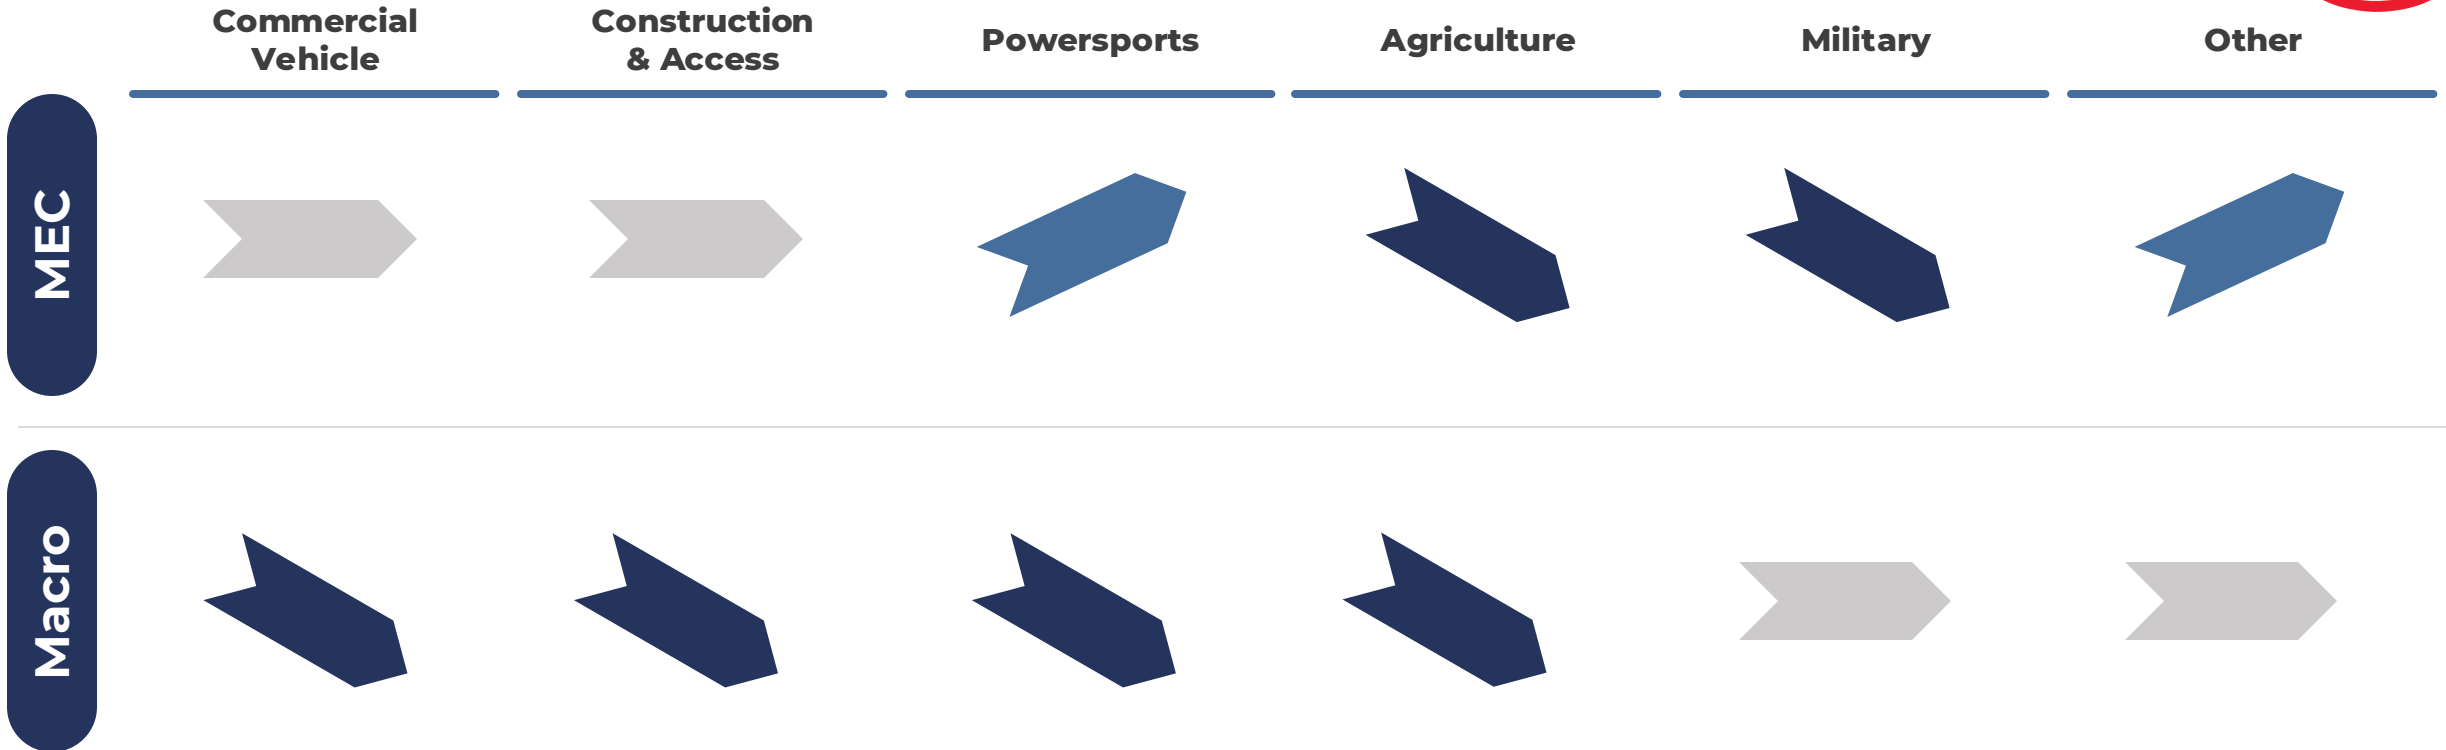 Commercial
Vehicle
Construction
& Access
Powersports
Agriculture
Military
Other
MEC
Macro